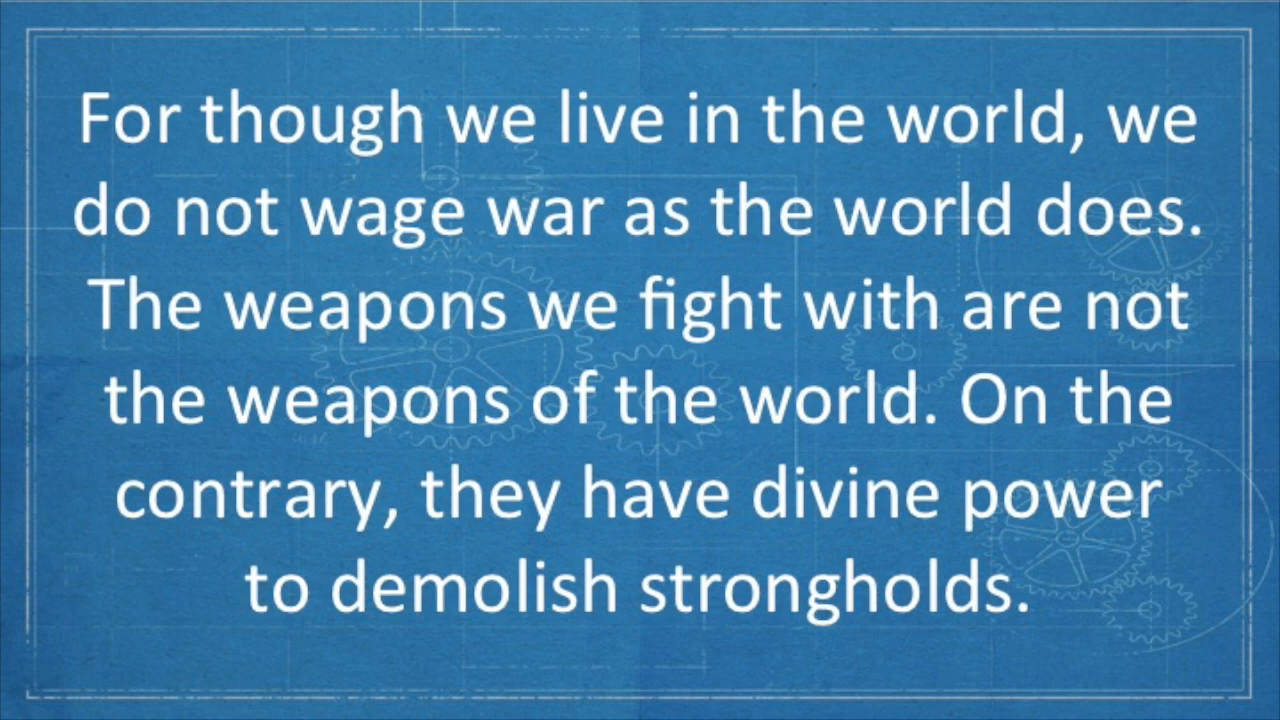 For though we live in the world, we
do not wage war as the world does.
The weapons we fight with are not
the weapons of the world. On the
contrary, they have divine power
to demolish strongholds.